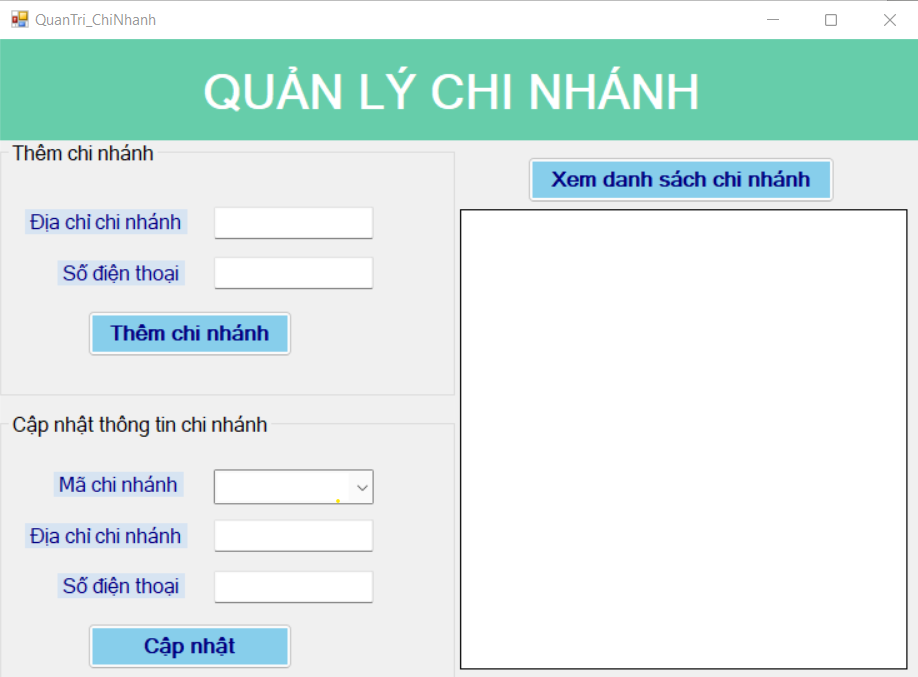 QuanTri_ChiNhanh
QUẢN LÝ CHI NHÁNH
Thêm chi nhánh
Địa chỉ chi nhánh
Số điện thoại
Thêm chi nhánh
Cập nhật thông tin chi nhánh
Mã chi nhánh
Địa chỉ chi nhánh
Số điện thoại
Cập nhật
Xem danh sách chi nhánh